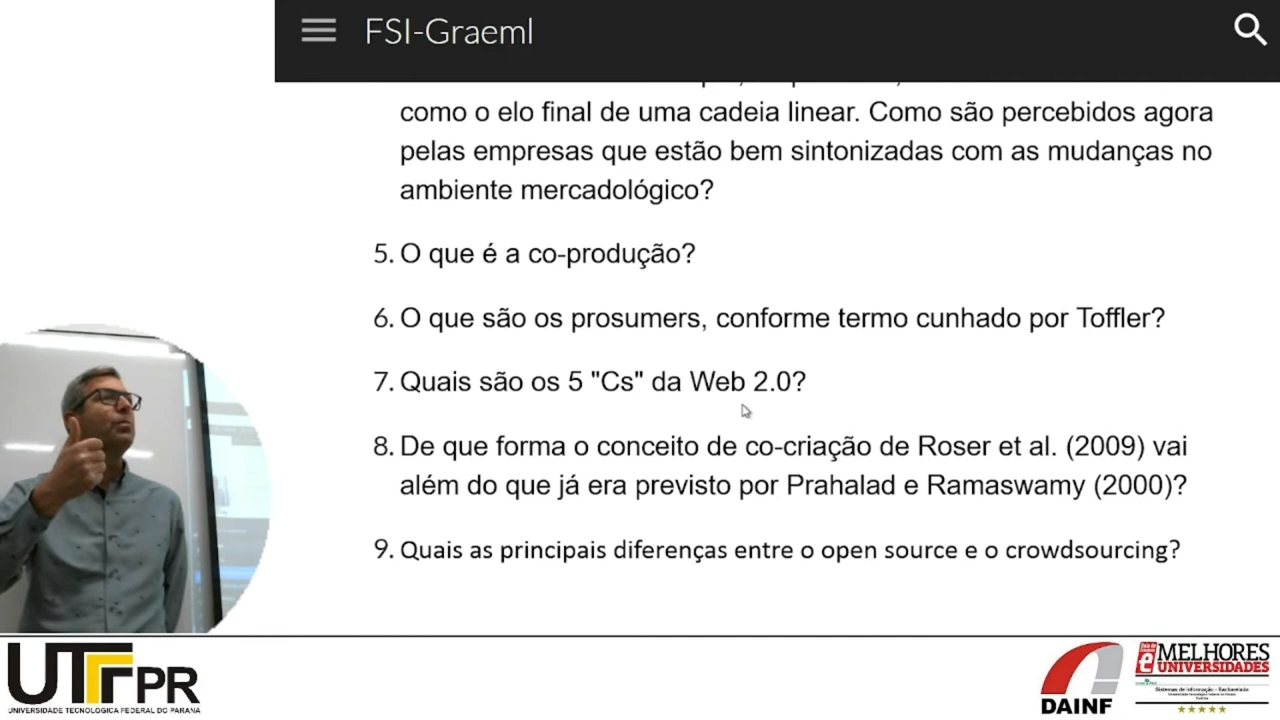 FSI-Graeml
como o elo final de uma cadeia linear. Como são percebidos agora
pelas empresas que estão bem sintonizadas com as mudanças no
ambiente mercadológico?
5. O que é a co-produção?
6. O que são os prosumers, conforme termo cunhado por Toffler?
7. Quais são os 5 "Cs" da Web 2.0?
8. De que forma o conceito de co-criação de Roser et al. (2009) vai
além do que já era previsto por Prahalad e Ramaswamy (2000)?
9. Quais as principais diferenças entre o open source e o crowdsourcing?
UTFPR
UNIVERSIDADE TECNOLÓGICA FEDERAL DO PARANÁ
DAINF
MELHORES
UNIVERSIDADES
Sistemas de Informação - Bacharelado